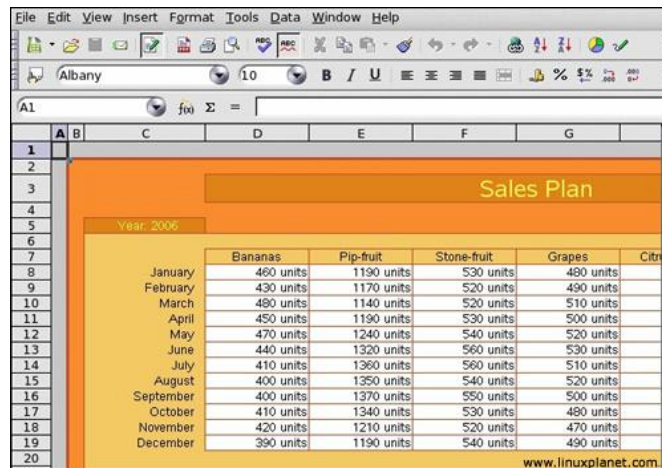 File Edit View Insert Format Tools Data Window Help
ABC ABC
Albany 10 B I U % $%
A1 f(x) Σ =
A B C D E F G
1
2
3 Sales Plan
4
5 Year: 2006
6
7 Bananas Pip-fruit Stone-fruit Grapes Citru
8 January 460 units 1190 units 530 units 480 units
9 February 430 units 1170 units 520 units 490 units
10 March 480 units 1140 units 520 units 510 units
11 April 450 units 1190 units 530 units 500 units
12 May 470 units 1240 units 540 units 520 units
13 June 440 units 1320 units 560 units 530 units
14 July 410 units 1360 units 560 units 510 units
15 August 400 units 1350 units 540 units 520 units
16 September 400 units 1370 units 550 units 500 units
17 October 410 units 1340 units 530 units 480 units
18 November 420 units 1210 units 520 units 470 units
19 December 390 units 1190 units 540 units 490 units
20 www.linuxplanet.com